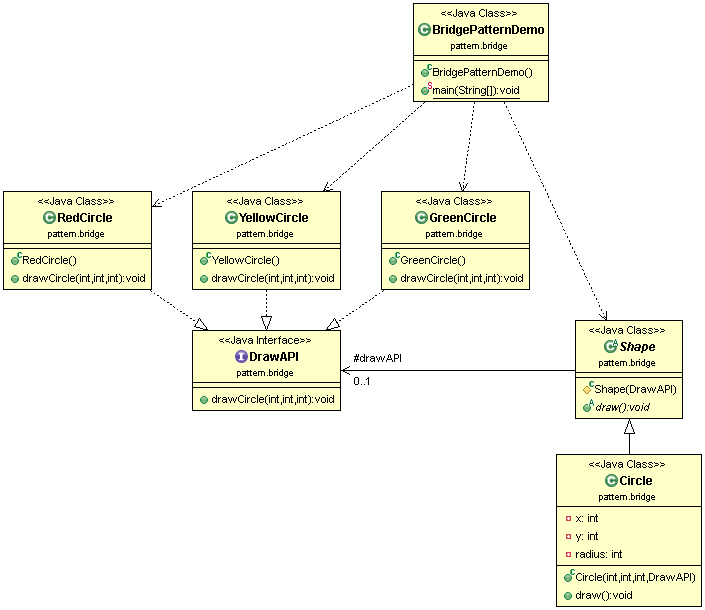 <<Java Class>>
BridgePatternDemo
pattern.bridge
BridgePatternDemo()
main(String[]):void
<<Java Class>>
RedCircle
pattern.bridge
RedCircle()
drawCircle(int,int,int):void
<<Java Class>>
YellowCircle
pattern.bridge
YellowCircle()
drawCircle(int,int,int):void
<<Java Class>>
GreenCircle
pattern.bridge
GreenCircle()
drawCircle(int,int,int):void
<<Java Interface>>
DrawAPI
pattern.bridge
drawCircle(int,int,int):void
#drawAPI
0..1
<<Java Class>>
Shape
pattern.bridge
Shape(DrawAPI)
draw():void
<<Java Class>>
Circle
pattern.bridge
x: int
y: int
radius: int
Circle(int,int,int,DrawAPI)
draw():void